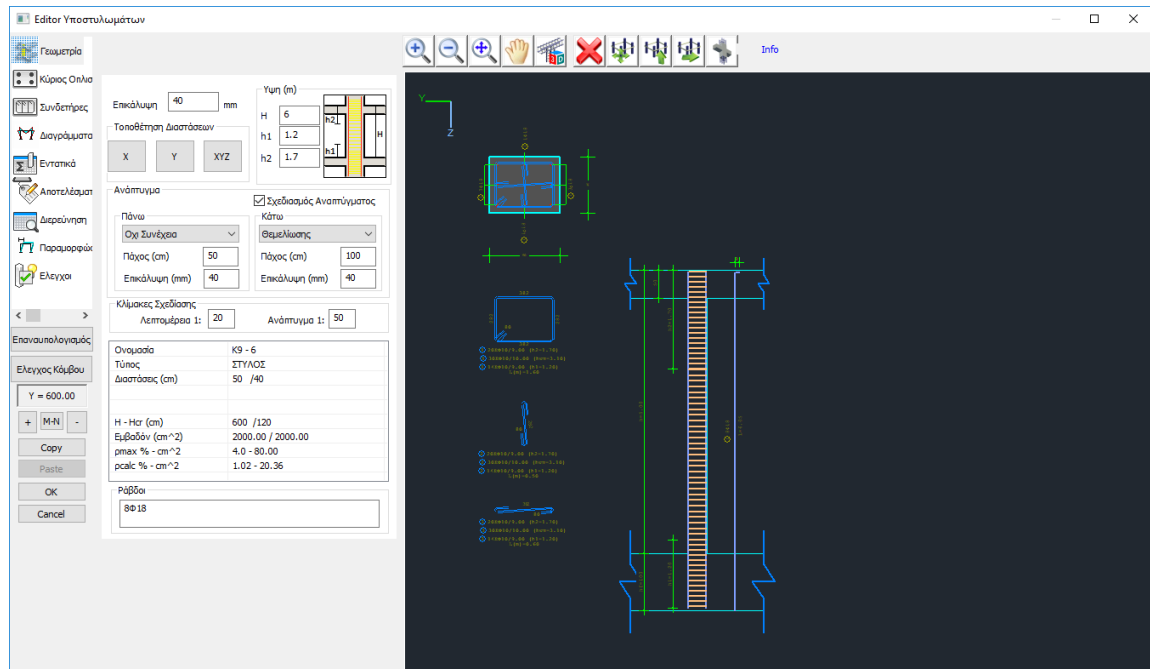 Editor Υποστυλωμάτων
Γεωμετρία
Κύριος Οπλισ
Συνδετήρες
Διαγράμματα
Εντατικά
Αποτελέσματ
Διερεύνηση
Παραμορφώσ
Ελεγχοι
Επαναυπολογισμός
Ελεγχος Κόμβου
Y = 600.00
+ M-N -
Copy
Paste
OK
Cancel
Επικάλυψη 40 mm
Τοποθέτηση Διαστάσεων
X Y XYZ
Υψη (m)
H 6
h1 1.2
h2 1.7
h2
H
h1
Ανάπτυγμα
Σχεδιασμός Αναπτύγματος
Πάνω
Οχι Συνέχεια
Πάχος (cm) 50
Επικάλυψη (mm) 40
Κάτω
Θεμελίωσης
Πάχος (cm) 100
Επικάλυψη (mm) 40
Κλίμακες Σχεδίασης
Λεπτομέρεια 1: 20 Ανάπτυγμα 1: 50
Ονομασία K9 - 6
Τύπος ΣΤΥΛΟΣ
Διαστάσεις (cm) 50 /40
H - Hcr (cm) 600 /120
Εμβαδόν (cm^2) 2000.00 / 2000.00
ρmax % - cm^2 4.0 - 80.00
ρcalc % - cm^2 1.02 - 20.36
Ράβδοι
8Φ18
Info
Y
Z